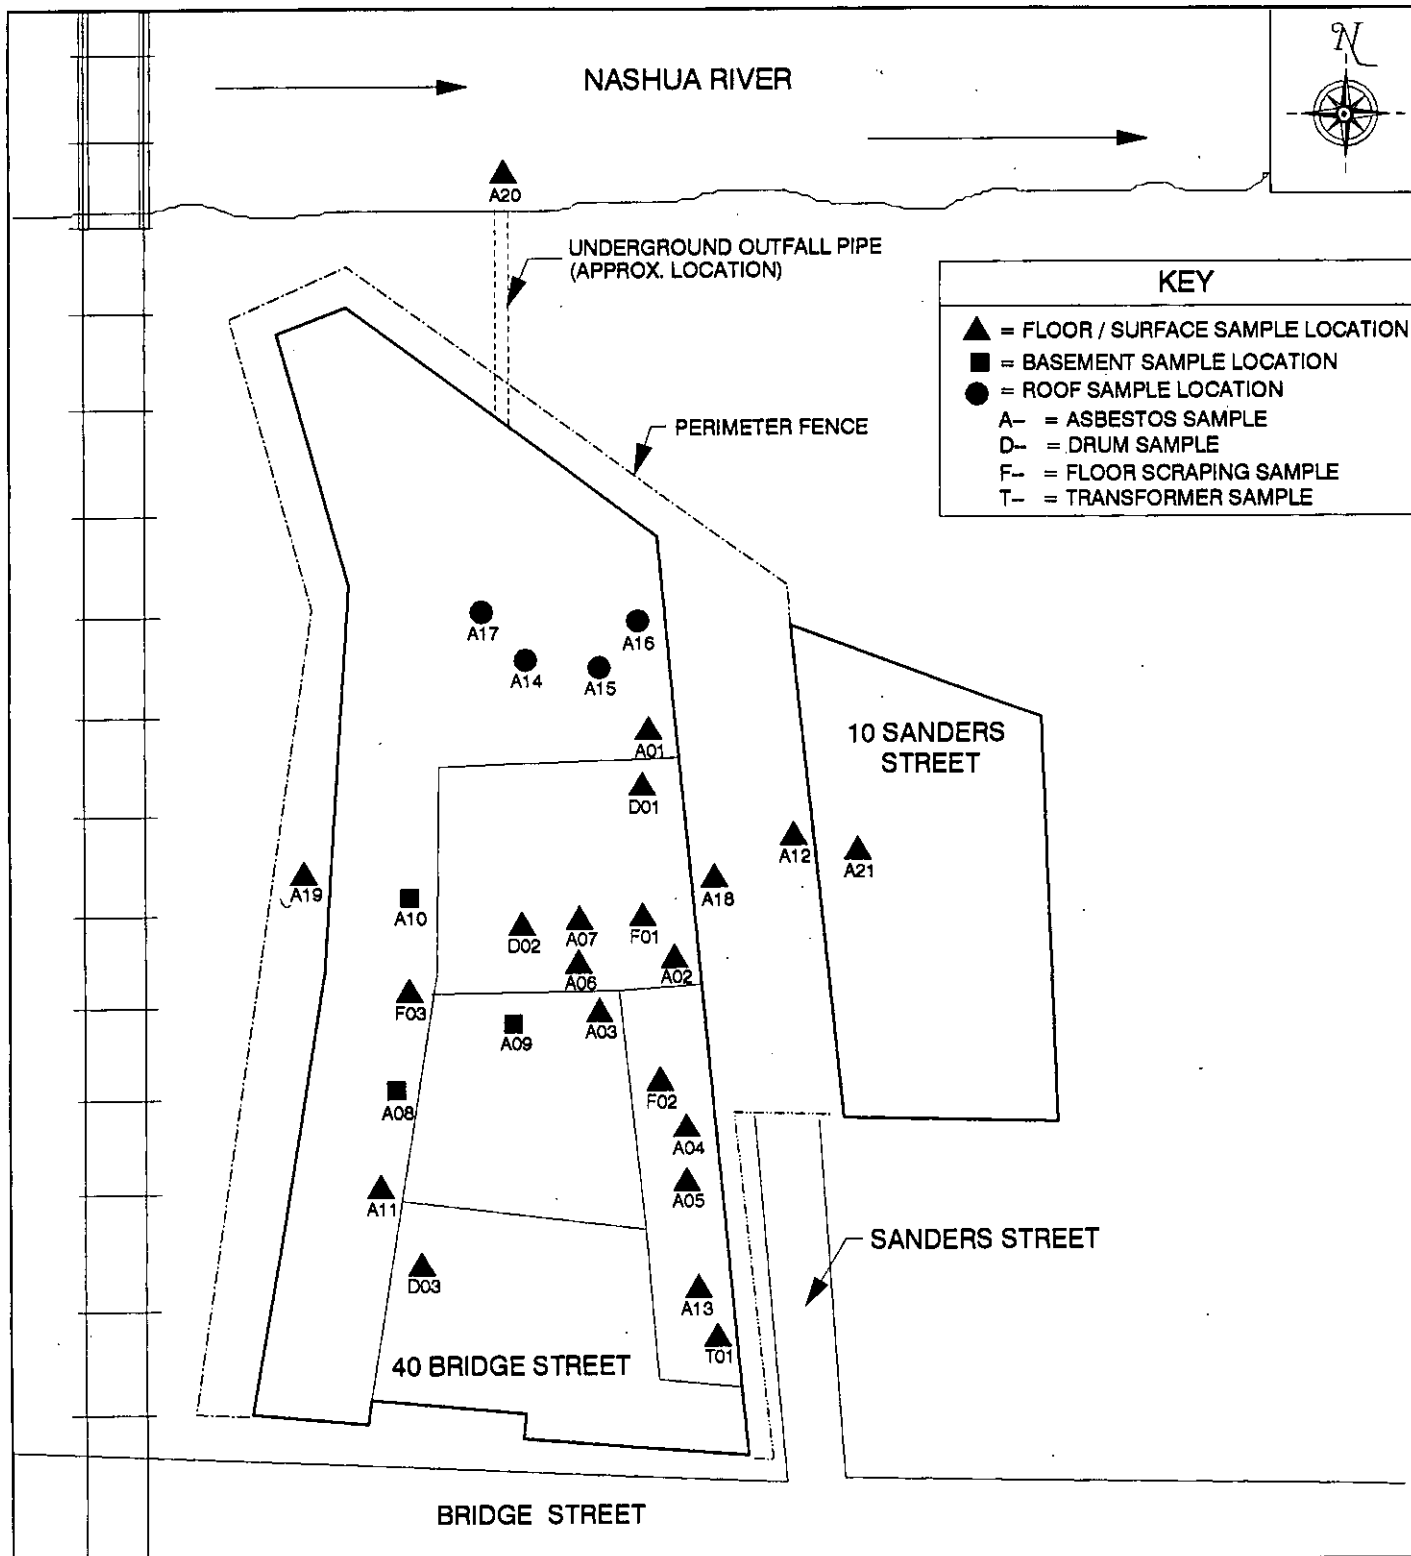 N
NASHUA RIVER
A20
UNDERGROUND OUTFALL PIPE
(APPROX. LOCATION)
KEY
= FLOOR / SURFACE SAMPLE LOCATION
= BASEMENT SAMPLE LOCATION
= ROOF SAMPLE LOCATION
A- = ASBESTOS SAMPLE
D- = DRUM SAMPLE
F- = FLOOR SCRAPING SAMPLE
T- = TRANSFORMER SAMPLE
PERIMETER FENCE
A17
A16
A14
A15
A01
10 SANDERS
STREET
D01
A12
A21
A19
A18
A10
D02
A07
F01
A06
A02
F03
A03
A09
F02
A08
A04
A05
A11
SANDERS STREET
D03
A13
T01
40 BRIDGE STREET
BRIDGE STREET